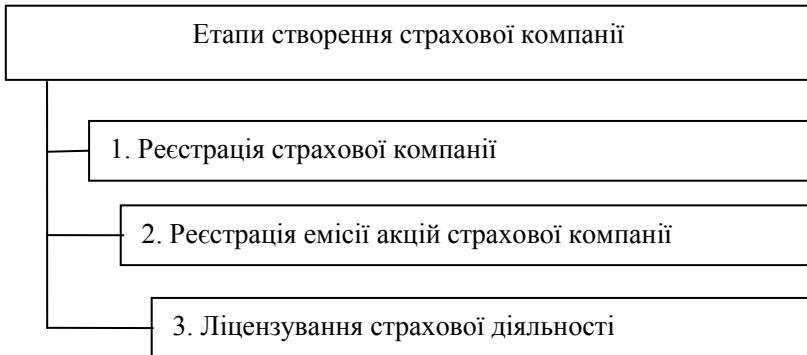 Етапи створення страхової компанії
1. Реєстрація страхової компанії
2. Реєстрація емісії акцій страхової компанії
3. Ліцензування страхової діяльності